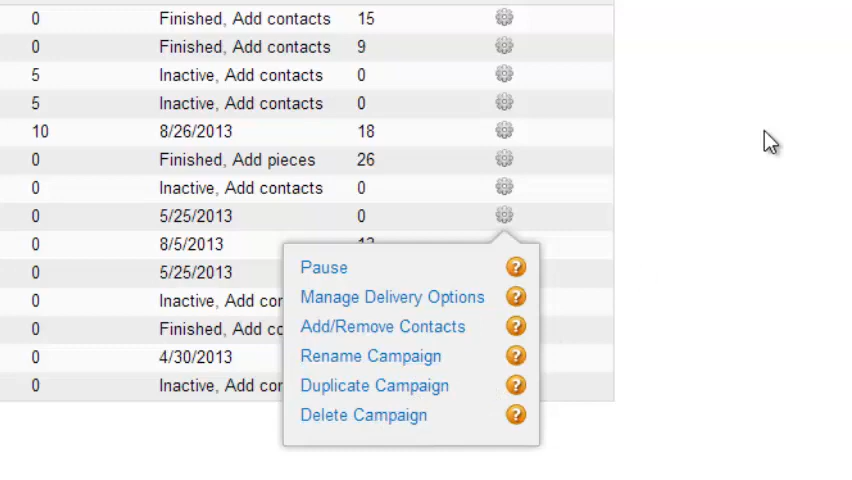 0 Finished, Add contacts 15
0 Finished, Add contacts 9
5 Inactive, Add contacts 0
5 Inactive, Add contacts 0
10 8/26/2013 18
0 Finished, Add pieces 26
0 Inactive, Add contacts 0
0 5/25/2013 0
0 8/5/2013
0 5/25/2013
0 Inactive, Add cor
0 Finished, Add cc
0 4/30/2013
0 Inactive, Add cor
Pause ?
Manage Delivery Options ?
Add/Remove Contacts ?
Rename Campaign ?
Duplicate Campaign ?
Delete Campaign ?